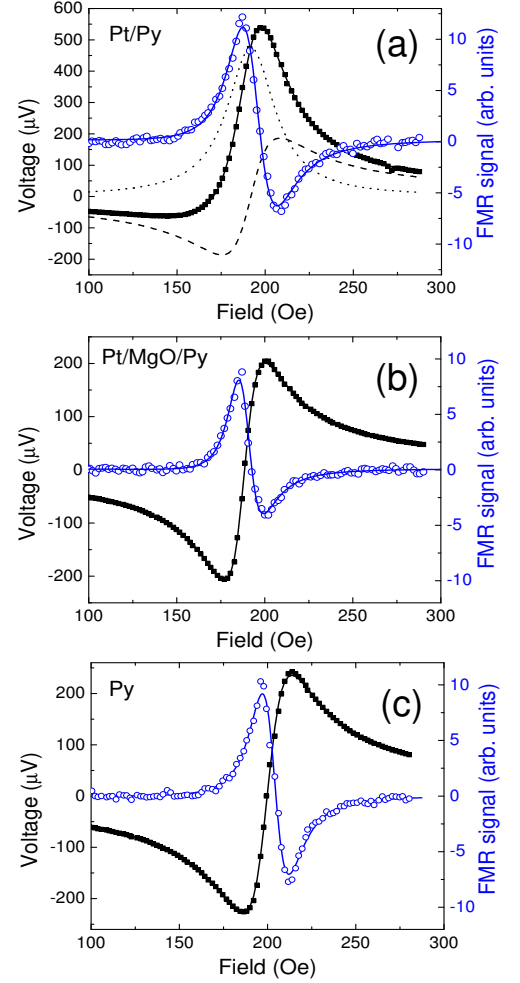 Pt/Py
(a)
600
500
400
300
200
100
0
-100
-200
Voltage (μV)
10
5
0
-5
-10
FMR signal (arb. units)
100 150 200 250 300
Field (Oe)
Pt/MgO/Py
(b)
200
100
0
-100
-200
Voltage (μV)
10
5
0
-5
-10
FMR signal (arb. units)
100 150 200 250 300
Field (Oe)
Py
(c)
200
100
0
-100
-200
Voltage (μV)
10
5
0
-5
-10
FMR signal (arb. units)
100 150 200 250 300
Field (Oe)